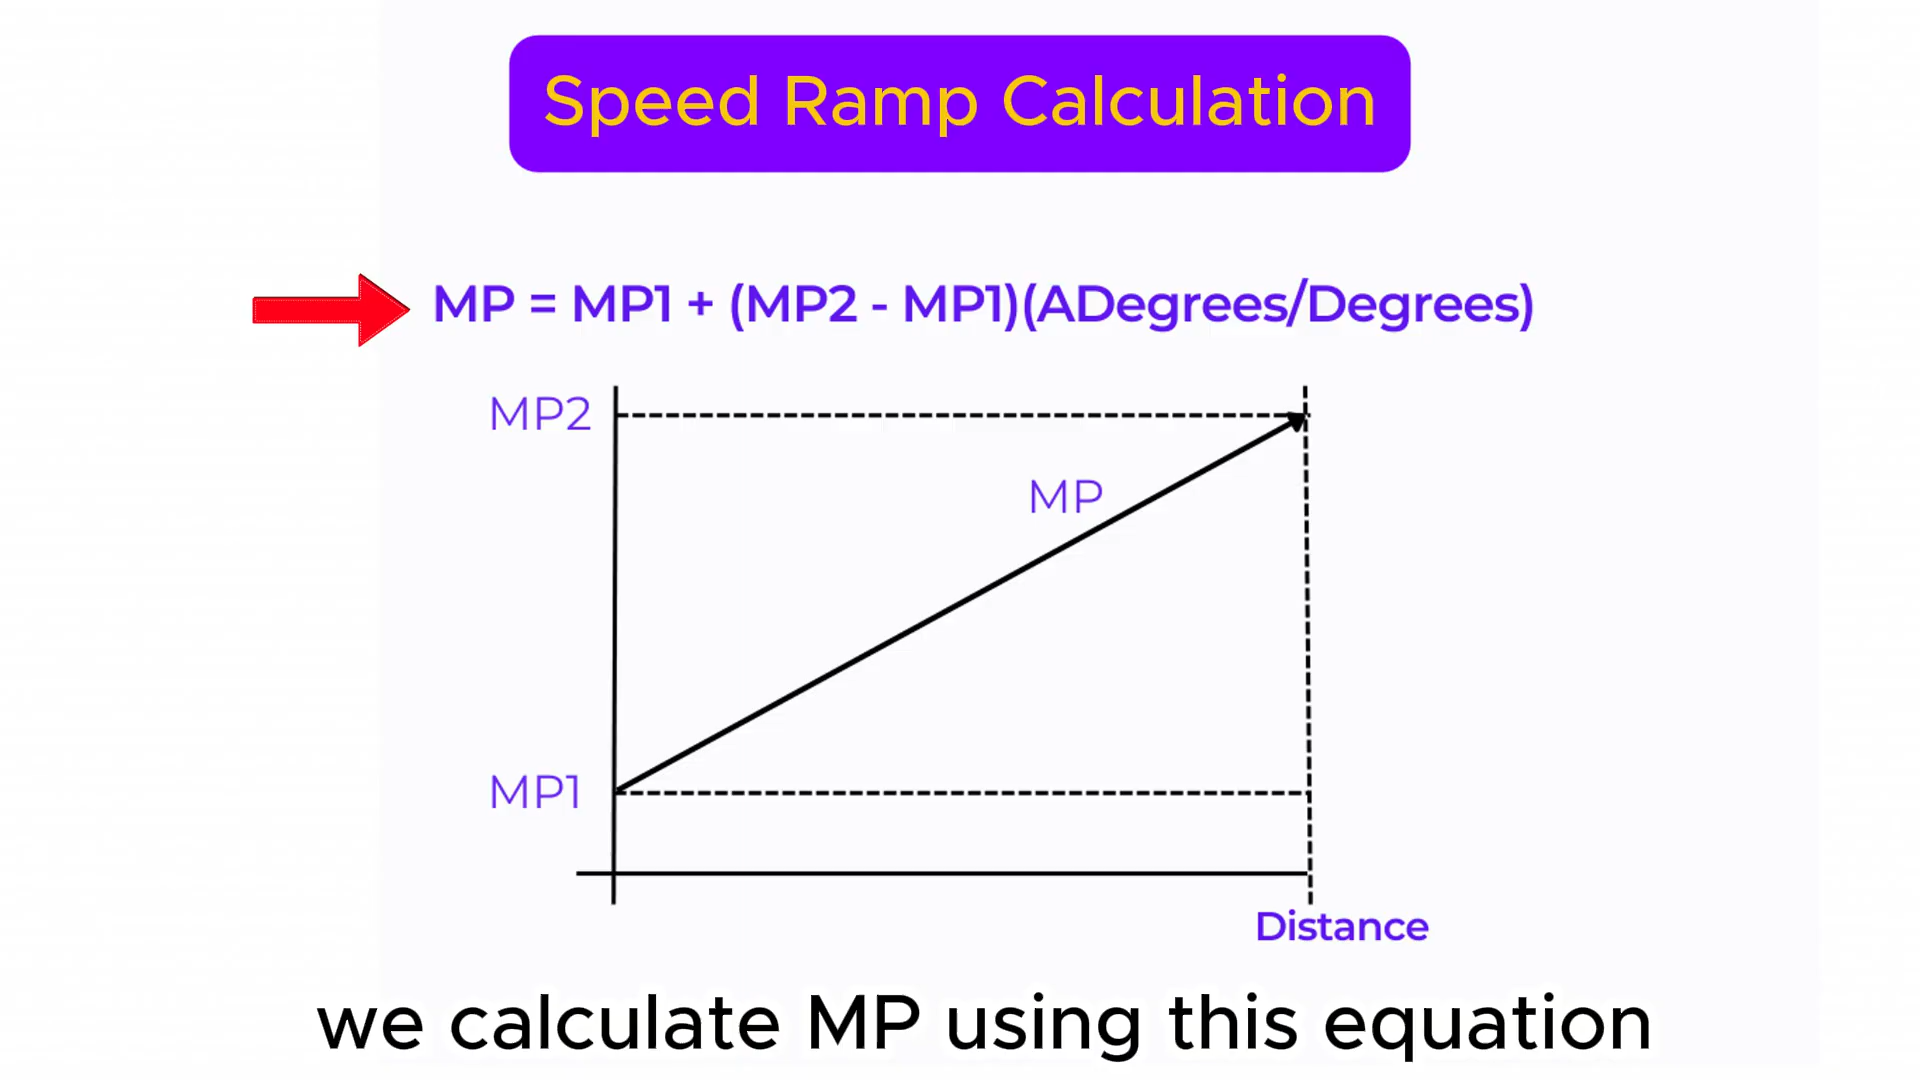 Speed Ramp Calculation
MP = MP1 + (MP2 - MP1)(ADegrees/Degrees)
MP2
MP
MP1
Distance
we calculate MP using this equation